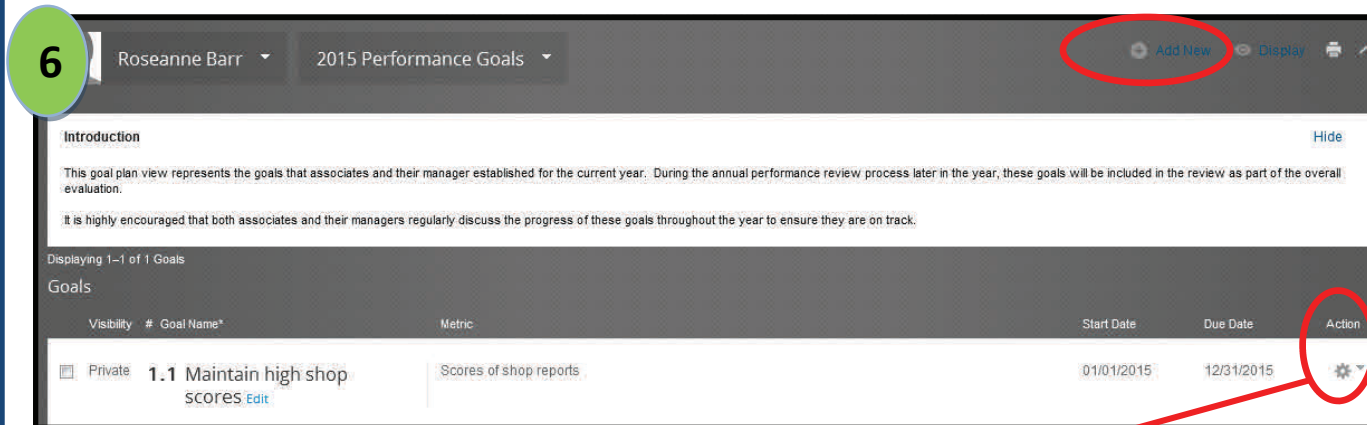 6
Roseanne Barr 2015 Performance Goals Add New Display
Introduction Hide
This goal plan view represents the goals that associates and their manager established for the current year. During the annual performance review process later in the year, these goals will be included in the review as part of the overall
evaluation.
It is highly encouraged that both associates and their managers regularly discuss the progress of these goals throughout the year to ensure they are on track.
Displaying 1–1 of 1 Goals
Goals
Visibility # Goal Name* Metric Start Date Due Date Action
Private 1.1 Maintain high shop Scores of shop reports 01/01/2015 12/31/2015
scores Edit